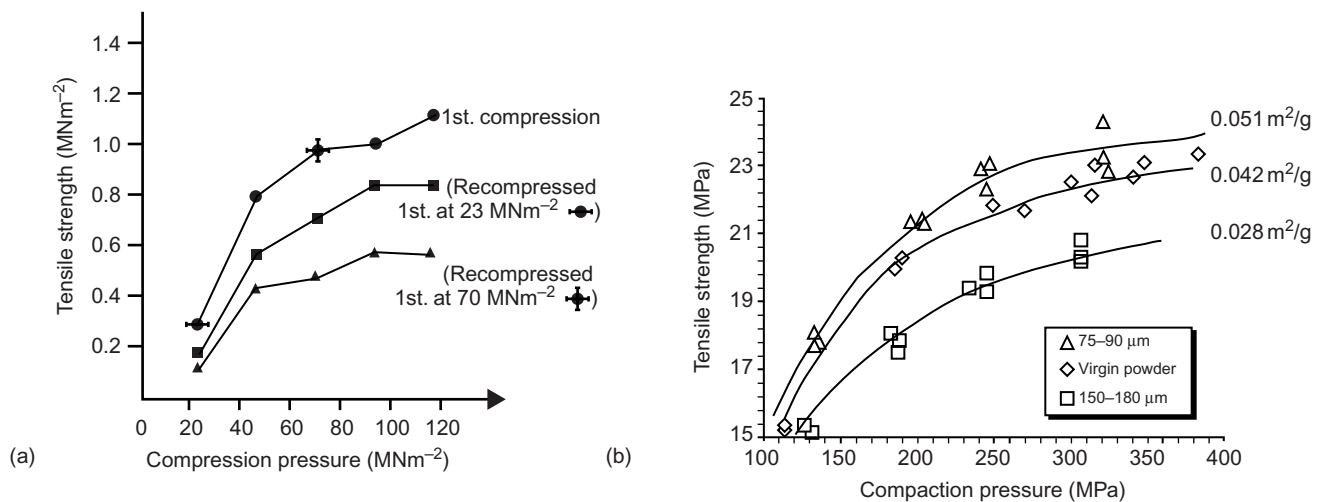 1.4
1.2
1.0
0.8
0.6
0.4
0.2
0 20 40 60 80 100 120
Tensile strength (MNm⁻²)
Compression pressure (MNm⁻²)
1st. compression
(Recompressed
1st. at 23 MNm⁻² )
(Recompressed
1st. at 70 MNm⁻² )
(a)
25
23
21
19
17
15
100 150 200 250 300 350 400
Tensile strength (MPa)
Compaction pressure (MPa)
0.051 m²/g
0.042 m²/g
0.028 m²/g
75–90 μm
Virgin powder
150–180 μm
(b)